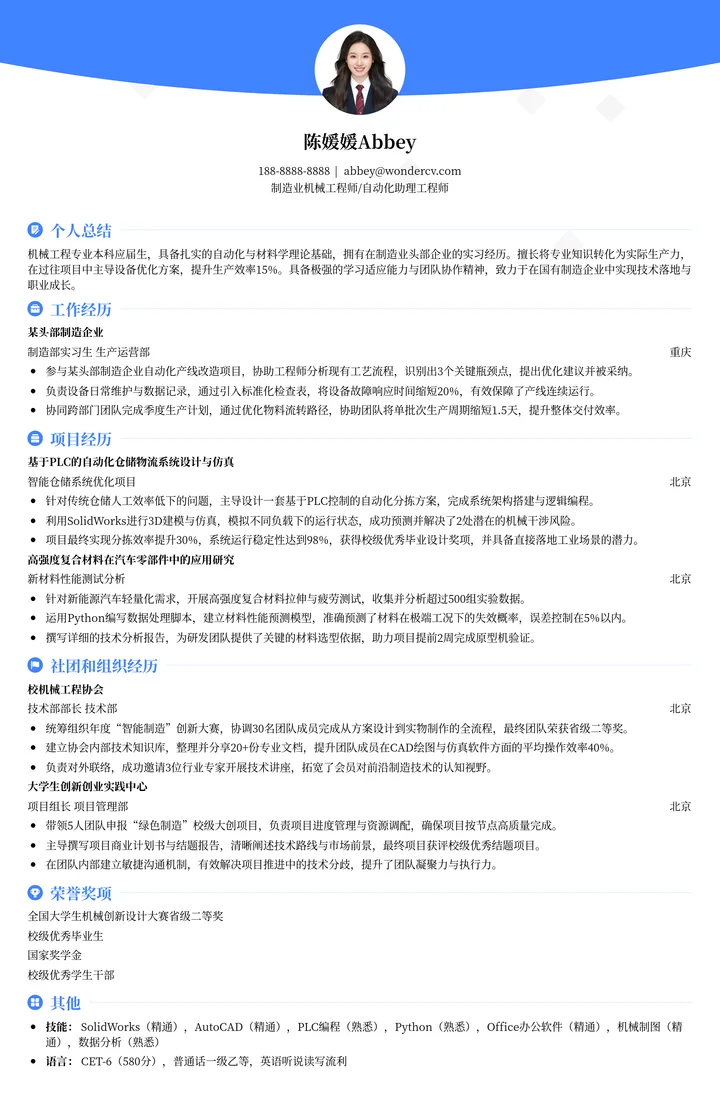 陈媛媛Abbey
188-8888-8888 | abbey@wondercv.com
制造业机械工程师/自动化助理工程师
个人总结
机械工程专业本科应届生，具备扎实的自动化与材料学理论基础，拥有在制造业头部企业的实习经历。擅长将专业知识转化为实际生产力，
在过往项目中主导设备优化方案，提升生产效率15%。具备极强的学习适应能力与团队协作精神，致力于在国有制造企业中实现技术落地与
职业成长。
工作经历
某头部制造企业
制造部实习生 生产运营部 重庆
• 参与某头部制造企业自动化产线改造项目，协助工程师分析现有工艺流程，识别出3个关键瓶颈点，提出优化建议并被采纳。
• 负责设备日常维护与数据记录，通过引入标准化检查表，将设备故障响应时间缩短20%，有效保障了产线连续运行。
• 协同跨部门团队完成季度生产计划，通过优化物料流转路径，协助团队将单批次生产周期缩短1.5天，提升整体交付效率。
项目经历
基于PLC的自动化仓储物流系统设计与仿真
智能仓储系统优化项目 北京
• 针对传统仓储人工效率低下的问题，主导设计一套基于PLC控制的自动化分拣方案，完成系统架构搭建与逻辑编程。
• 利用SolidWorks进行3D建模与仿真，模拟不同负载下的运行状态，成功预测并解决了2处潜在的机械干涉风险。
• 项目最终实现分拣效率提升30%，系统运行稳定性达到98%，获得校级优秀毕业设计奖项，并具备直接落地工业场景的潜力。
高强度复合材料在汽车零部件中的应用研究
新材料性能测试分析 北京
• 针对新能源汽车轻量化需求，开展高强度复合材料拉伸与疲劳测试，收集并分析超过500组实验数据。
• 运用Python编写数据处理脚本，建立材料性能预测模型，准确预测了材料在极端工况下的失效概率，误差控制在5%以内。
• 撰写详细的技术分析报告，为研发团队提供了关键的材料选型依据，助力项目提前2周完成原型机验证。
社团和组织经历
校机械工程协会
技术部部长 技术部 北京
• 统筹组织年度“智能制造”创新大赛，协调30名团队成员完成从方案设计到实物制作的全流程，最终团队荣获省级二等奖。
• 建立协会内部技术知识库，整理并分享20+份专业文档，提升团队成员在CAD绘图与仿真软件方面的平均操作效率40%。
• 负责对外联络，成功邀请3位行业专家开展技术讲座，拓宽了会员对前沿制造技术的认知视野。
大学生创新创业实践中心
项目组长 项目管理部 北京
• 带领5人团队申报“绿色制造”校级大创项目，负责项目进度管理与资源调配，确保项目按节点高质量完成。
• 主导撰写项目商业计划书与结题报告，清晰阐述技术路线与市场前景，最终项目获评校级优秀结题项目。
• 在团队内部建立敏捷沟通机制，有效解决项目推进中的技术分歧，提升了团队凝聚力与执行力。
荣誉奖项
全国大学生机械创新设计大赛省级二等奖
校级优秀毕业生
国家奖学金
校级优秀学生干部
其他
• 技能： SolidWorks（精通），AutoCAD（精通），PLC编程（熟悉），Python（熟悉），Office办公软件（精通），机械制图（精
通），数据分析（熟悉）
• 语言： CET-6（580分），普通话一级乙等，英语听说读写流利